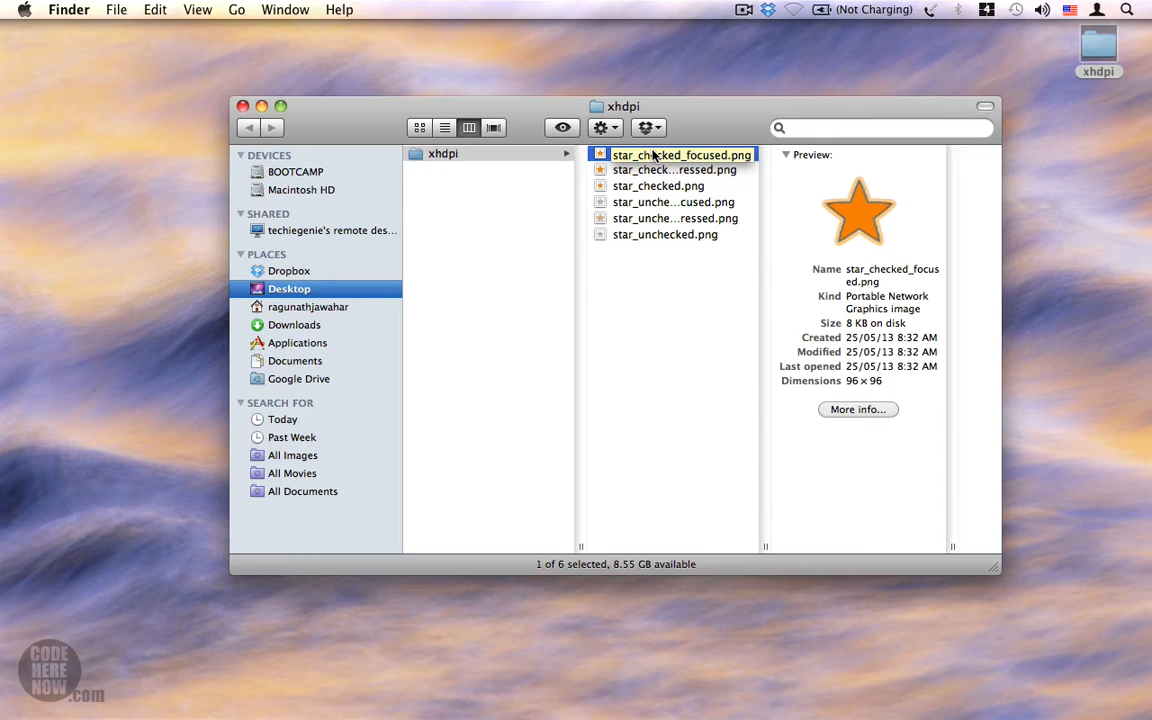 Finder File Edit View Go Window Help (Not Charging)
xhdpi
xhdpi
DEVICES
BOOTCAMP
Macintosh HD
SHARED
techiegenie's remote des...
PLACES
Dropbox
Desktop
ragunathjawahar
Downloads
Applications
Documents
Google Drive
SEARCH FOR
Today
Past Week
All Images
All Movies
All Documents
xhdpi
star_checked_focused.png
star_check...ressed.png
star_checked.png
star_unche...cused.png
star_unche...ressed.png
star_unchecked.png
Preview:
Name star_checked_focus
ed.png
Kind Portable Network
Graphics image
Size 8 KB on disk
Created 25/05/13 8:32 AM
Modified 25/05/13 8:32 AM
Last opened 25/05/13 8:32 AM
Dimensions 96 × 96
More info...
1 of 6 selected, 8.55 GB available
CODE
HERE
NOW.com